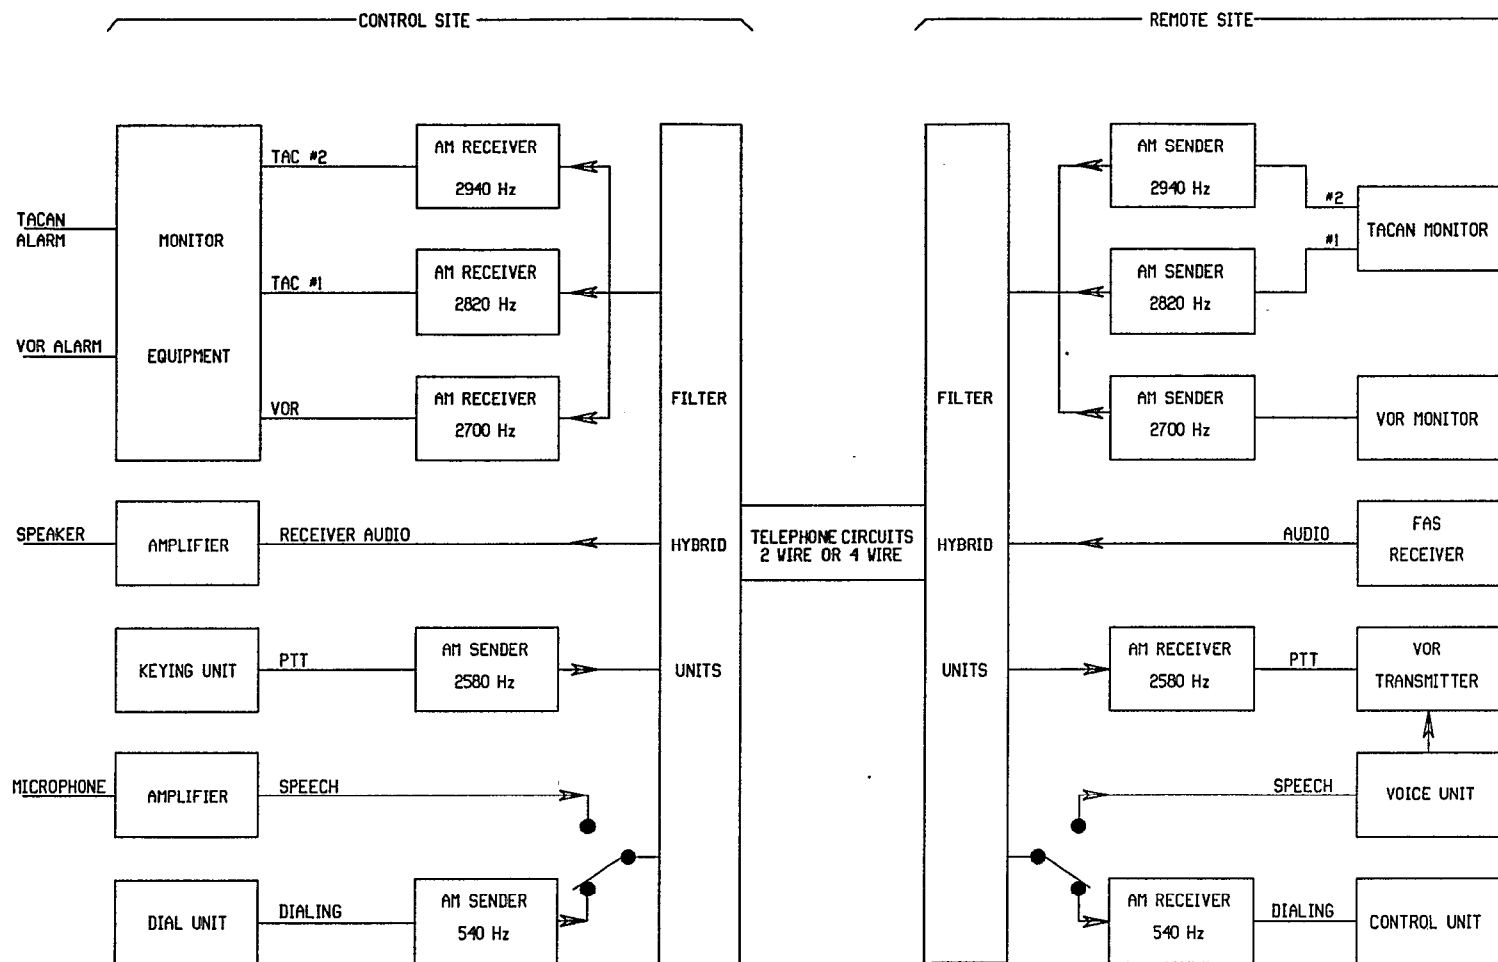 CONTROL SITE
REMOTE SITE
TACAN
ALARM
VOR ALARM
MONITOR
EQUIPMENT
TAC #2
TAC #1
VOR
AM RECEIVER
2940 Hz
AM RECEIVER
2820 Hz
AM RECEIVER
2700 Hz
SPEAKER
AMPLIFIER
RECEIVER AUDIO
KEYING UNIT
PTT
AM SENDER
2580 Hz
MICROPHONE
AMPLIFIER
SPEECH
DIAL UNIT
DIALING
AM SENDER
540 Hz
FILTER
HYBRID
UNITS
TELEPHONE CIRCUITS
2 WIRE OR 4 WIRE
FILTER
HYBRID
UNITS
AM SENDER
2940 Hz
AM SENDER
2820 Hz
AM SENDER
2700 Hz
#2
#1
TACAN MONITOR
VOR MONITOR
AUDIO
FAS
RECEIVER
AM RECEIVER
2580 Hz
PTT
VOR
TRANSMITTER
SPEECH
VOICE UNIT
AM RECEIVER
540 Hz
DIALING
CONTROL UNIT